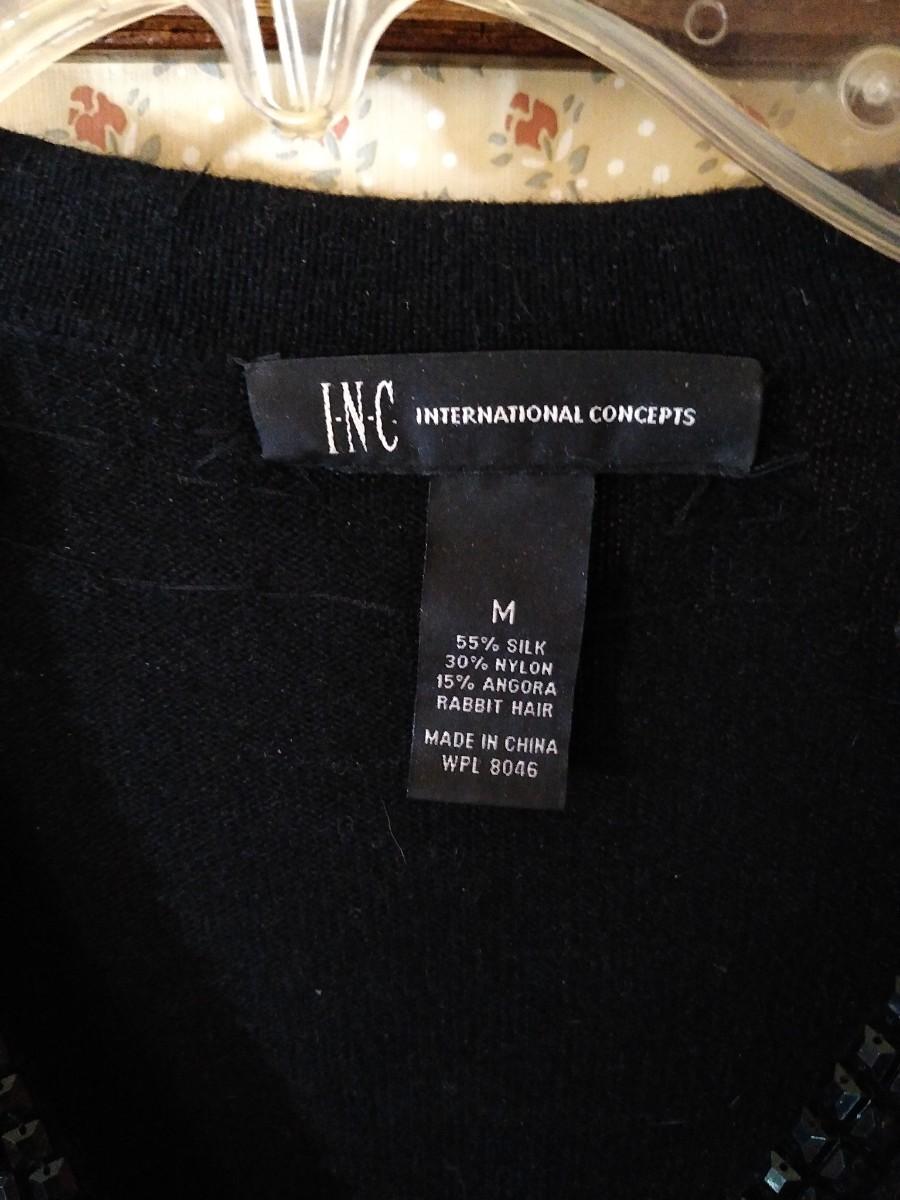 I·N·C INTERNATIONAL CONCEPTS
M
55% SILK
30% NYLON
15% ANGORA
RABBIT HAIR
MADE IN CHINA
WPL 8046